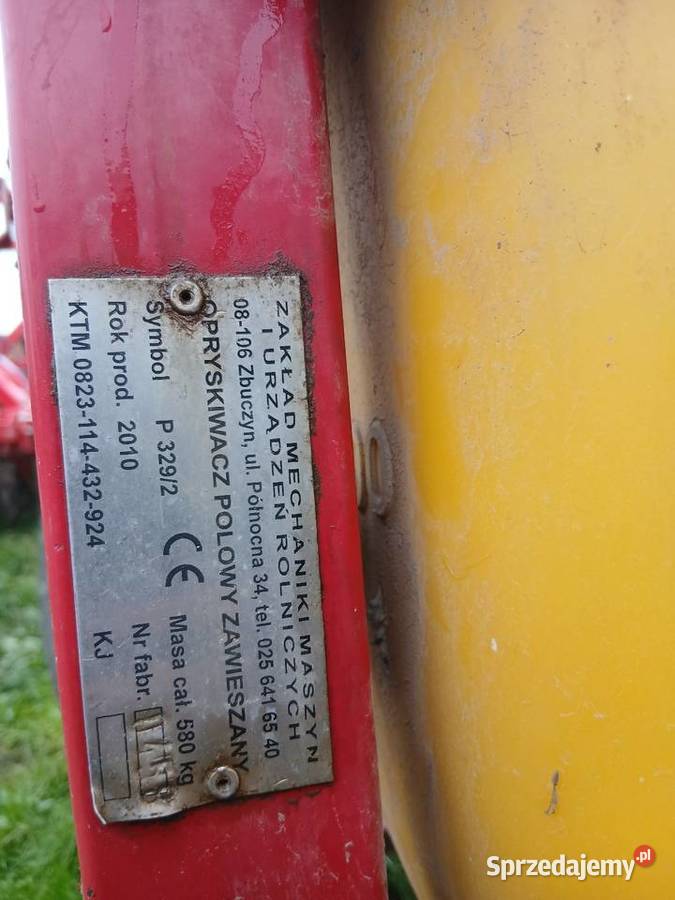 ZAKŁAD MECHANIKI MASZYN
I URZĄDZEŃ ROLNICZYCH
08-106 Zbuczyn, ul. Północna 34, tel. 025 641 65 40
OPRYSKIWACZ POLOWY ZAWIESZANY
Symbol P 329/2 CE Masa cał. 580 kg
Rok prod. 2010 Nr fabr.
KTM 0823-114-432-924 KJ
Sprzedajemy.pl